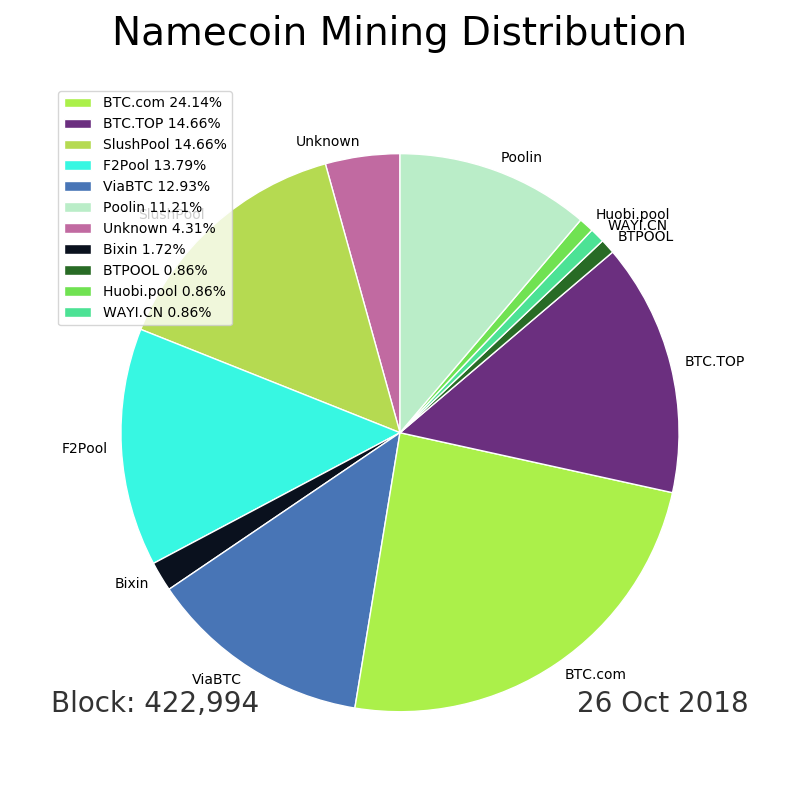 Namecoin Mining Distribution
BTC.com 24.14%
BTC.TOP 14.66%
SlushPool 14.66%
F2Pool 13.79%
ViaBTC 12.93%
Poolin 11.21%
Unknown 4.31%
Bixin 1.72%
BTPOOL 0.86%
Huobi.pool 0.86%
WAYI.CN 0.86%
Unknown
Poolin
SlushPool
Huobi.pool
WAYI.CN
BTPOOL
BTC.TOP
F2Pool
Bixin
BTC.com
ViaBTC
Block: 422,994
26 Oct 2018